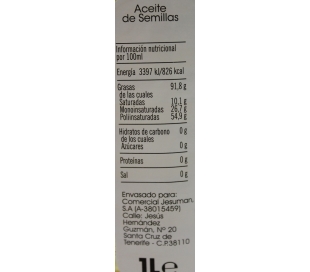 Aceite
de Semillas
Información nutricional
por 100ml
Energía 3397 kJ/826 kcal
Grasas 91,8 g
de las cuales
Saturadas 10,1 g
Monoinsaturadas 26,7 g
Poliinsaturadas 54,9 g
Hidratos de carbono 0 g
de los cuales
Azúcares 0 g
Proteínas 0 g
Sal 0 g
Envasado para:
Comercial Jesuman,
S.A (A-38015459)
Calle: Jesús
Hernández
Guzmán, Nº 20
Santa Cruz de
Tenerife - C.P.38110
1L e